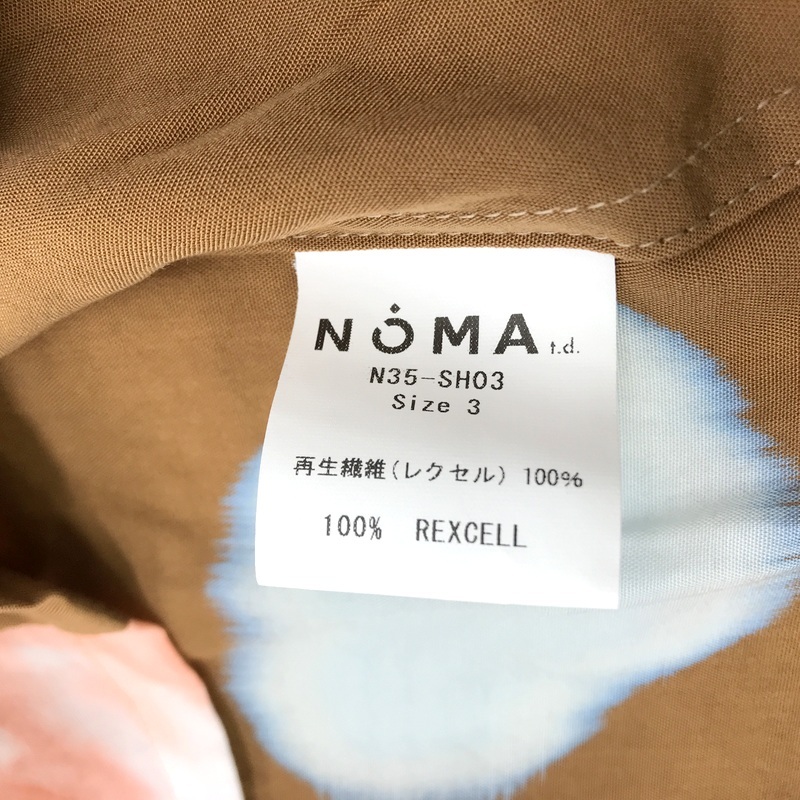 NOMA t.d.
N35-SH03
Size 3
再生繊維(レクセル) 100%
100% REXCELL